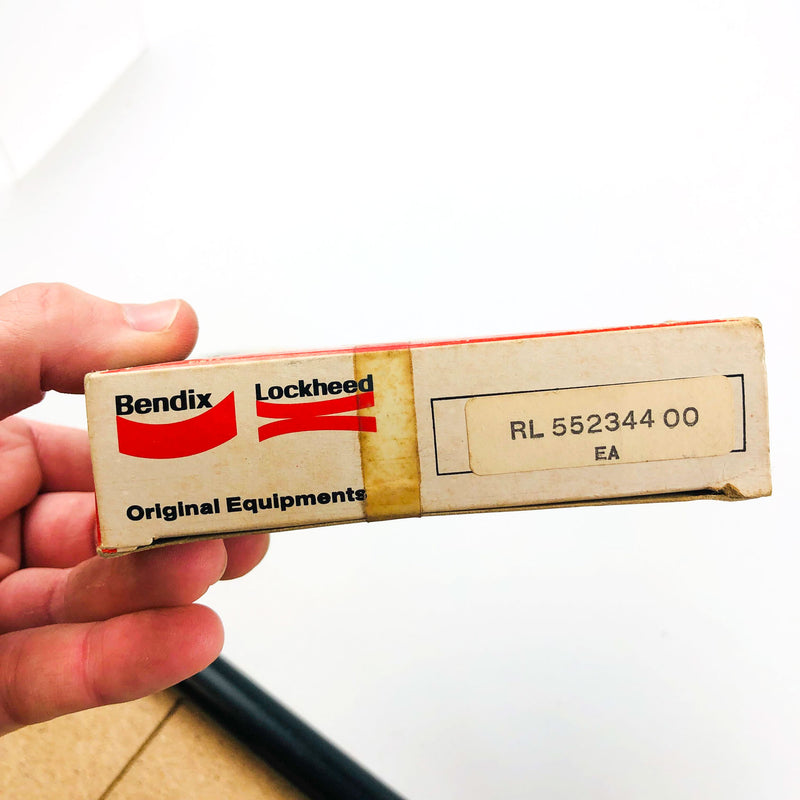 Bendix
Lockheed
Original Equipments
RL 552344 00
EA